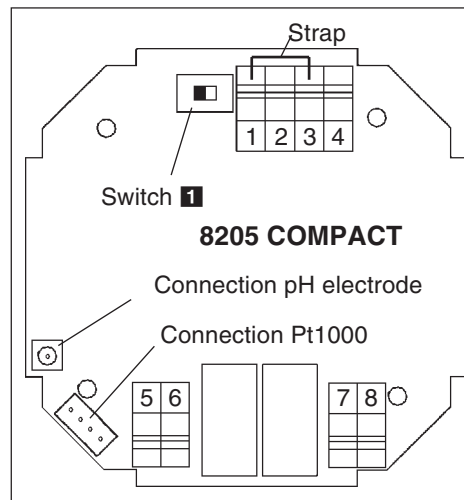 Strap
1 2 3 4
Switch 1
8205 COMPACT
Connection pH electrode
Connection Pt1000
5 6
7 8